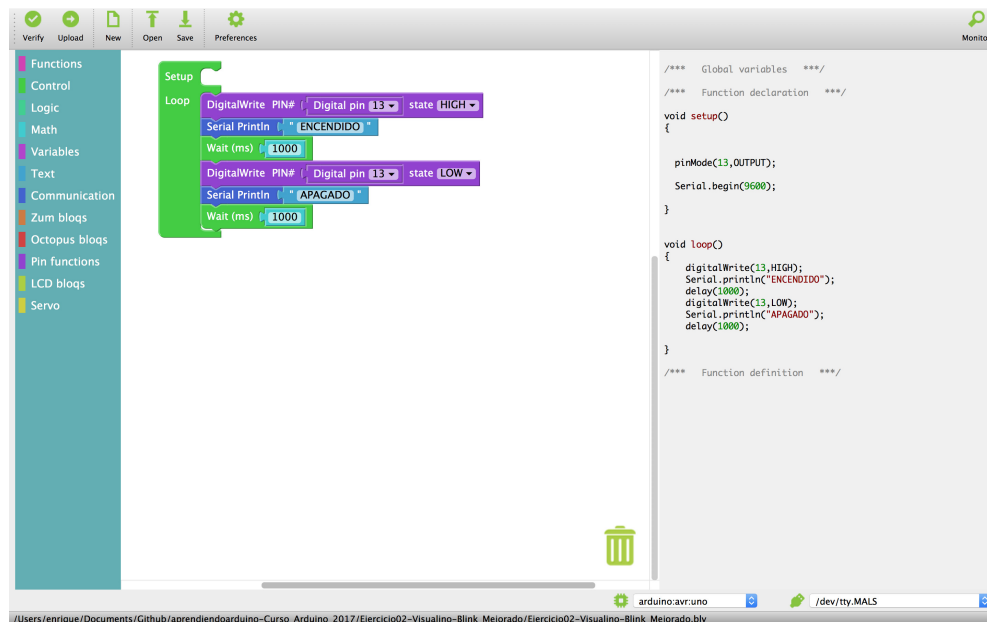 Verify Upload New Open Save Preferences Monito
Functions
Control
Logic
Math
Variables
Text
Communication
Zum bloqs
Octopus bloqs
Pin functions
LCD bloqs
Servo
Setup
Loop
DigitalWrite PIN# Digital pin 13 state HIGH
Serial Println " ENCENDIDO "
Wait (ms) 1000
DigitalWrite PIN# Digital pin 13 state LOW
Serial Println " APAGADO "
Wait (ms) 1000
/*** Global variables ***/
/*** Function declaration ***/
void setup()
{
pinMode(13,OUTPUT);
Serial.begin(9600);
}
void loop()
{
digitalWrite(13,HIGH);
Serial.println("ENCENDIDO");
delay(1000);
digitalWrite(13,LOW);
Serial.println("APAGADO");
delay(1000);
}
/*** Function definition ***/
arduino:avr:uno /dev/tty.MALS
/Users/enrique/Documents/Github/aprendiendoarduino-Curso_Arduino_2017/Ejercicio02-Visualino-Blink_Mejorado/Ejercicio02-Visualino-Blink_Mejorado.bly